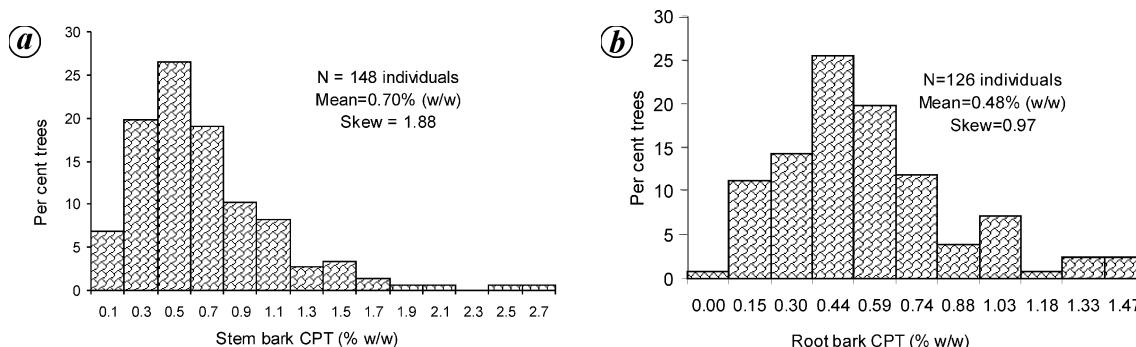 a
30
25
20
15
10
5
0
Per cent trees
N = 148 individuals
Mean=0.70% (w/w)
Skew = 1.88
0.1 0.3 0.5 0.7 0.9 1.1 1.3 1.5 1.7 1.9 2.1 2.3 2.5 2.7
Stem bark CPT (% w/w)
b
30
25
20
15
10
5
0
Per cent trees
N=126 individuals
Mean=0.48% (w/w)
Skew=0.97
0.00 0.15 0.30 0.44 0.59 0.74 0.88 1.03 1.18 1.33 1.47
Root bark CPT (% w/w)